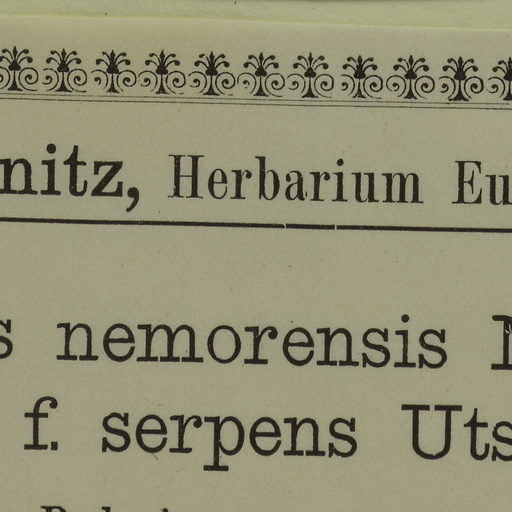 nitz, Herbarium Eu
s nemorensis
f. serpens Uts